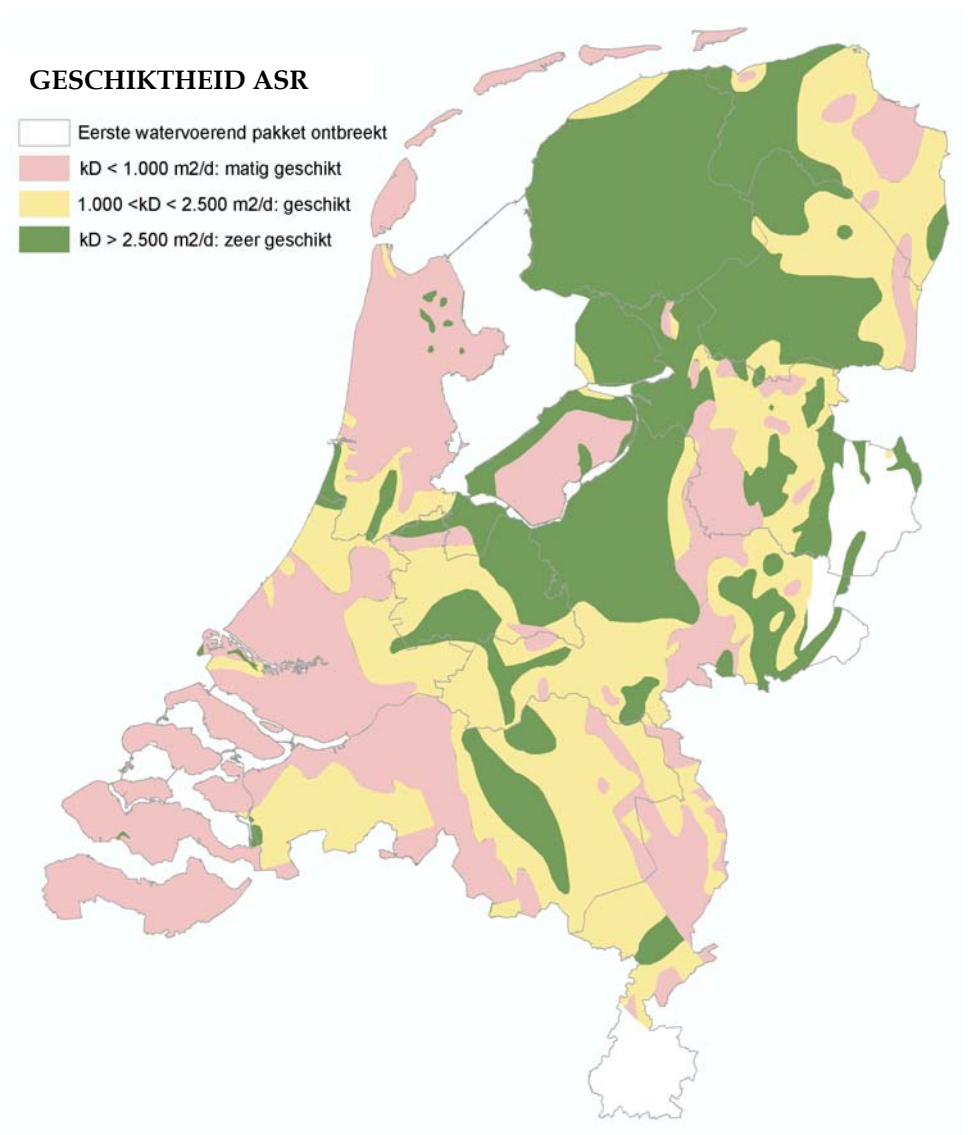 GESCHIKTHEID ASR
Eerste watervoerend pakket ontbreekt
kD < 1.000 m2/d: matig geschikt
1.000 <kD < 2.500 m2/d: geschikt
kD > 2.500 m2/d: zeer geschikt